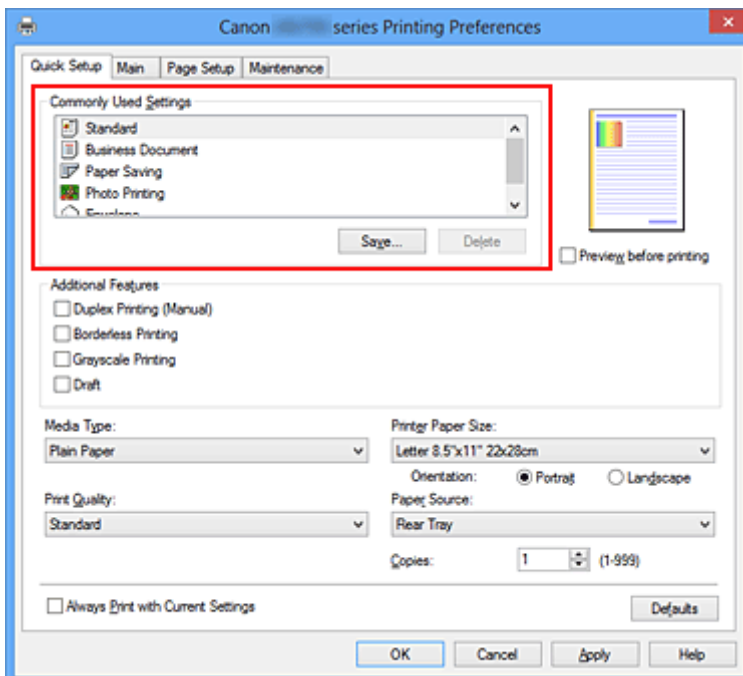 Canon series Printing Preferences
Quick Setup Main Page Setup Maintenance
Commonly Used Settings
Standard
Business Document
Paper Saving
Photo Printing
Envelope
Save... Delete
Preview before printing
Additional Features
Duplex Printing (Manual)
Borderless Printing
Grayscale Printing
Draft
Media Type: Printer Paper Size:
Plain Paper Letter 8.5"x11" 22x28cm
Orientation: Portrait Landscape
Print Quality: Paper Source:
Standard Rear Tray
Copies: 1 (1-999)
Always Print with Current Settings Defaults
OK Cancel Apply Help